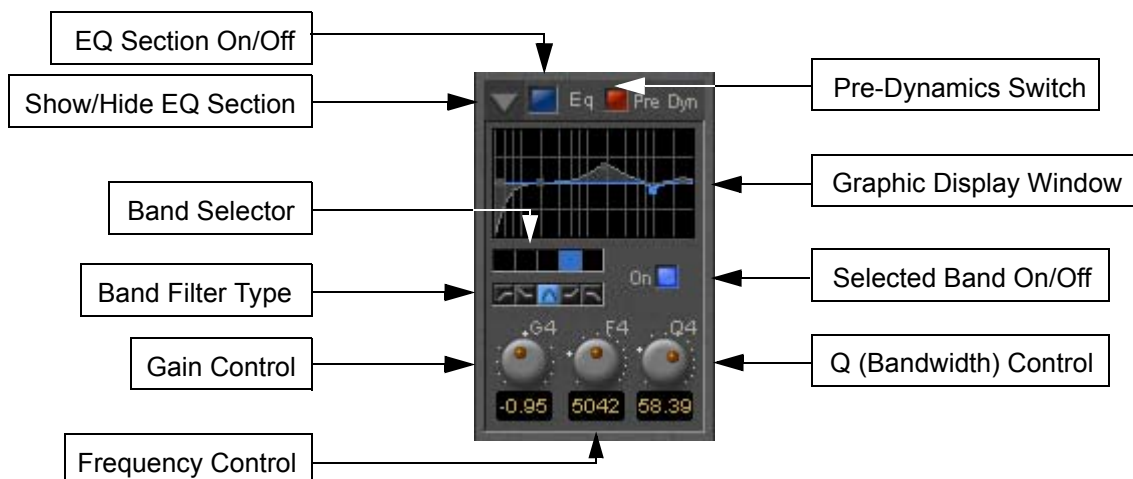 EQ Section On/Off
Show/Hide EQ Section
Pre-Dynamics Switch
Eq
Pre Dyn
Graphic Display Window
Band Selector
Band Filter Type
On
Selected Band On/Off
Gain Control
G4
F4
Q4
Q (Bandwidth) Control
-0.95
5042
58.39
Frequency Control